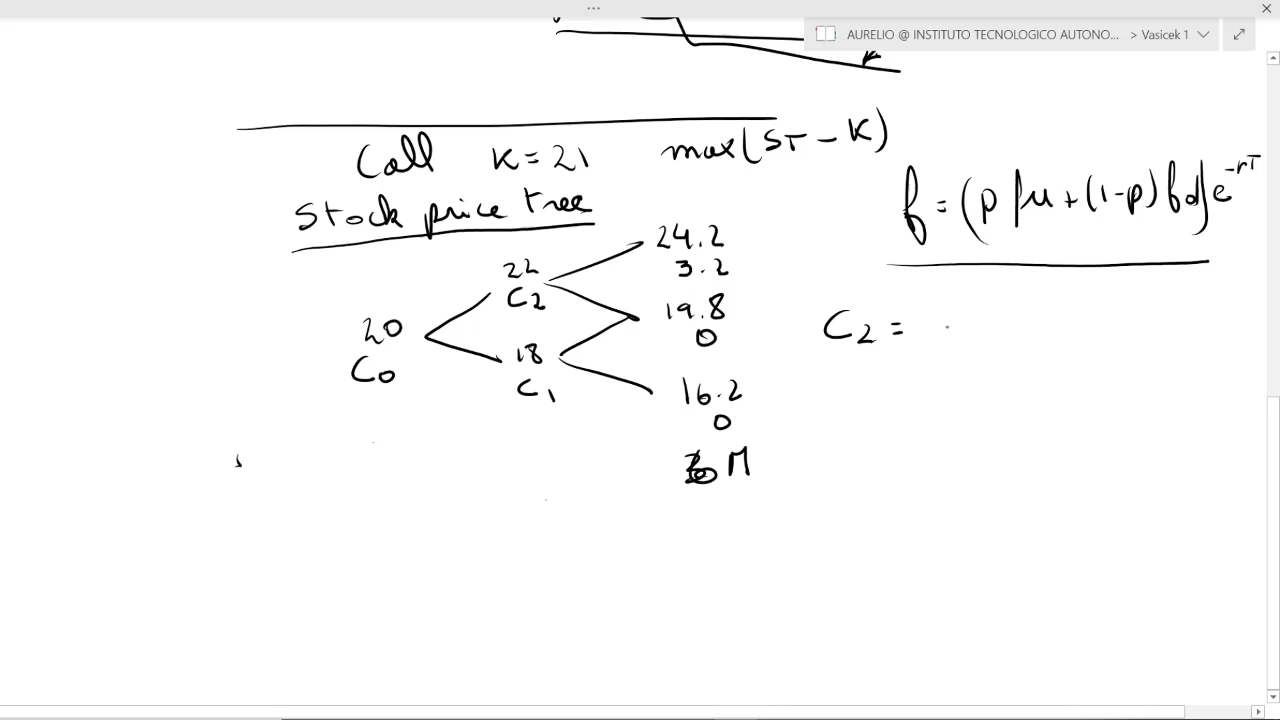 AURELIO @ INSTITUTO TECNOLOGICO AUTONO... > Vasicek 1
Call K = 21 max(ST - K)
Stock price tree
f = (p fu + (1-p) fd) e^-rT
24.2
3.2
22
C2
19.8
0
20
C0
18
C1
16.2
0
M
C2 =